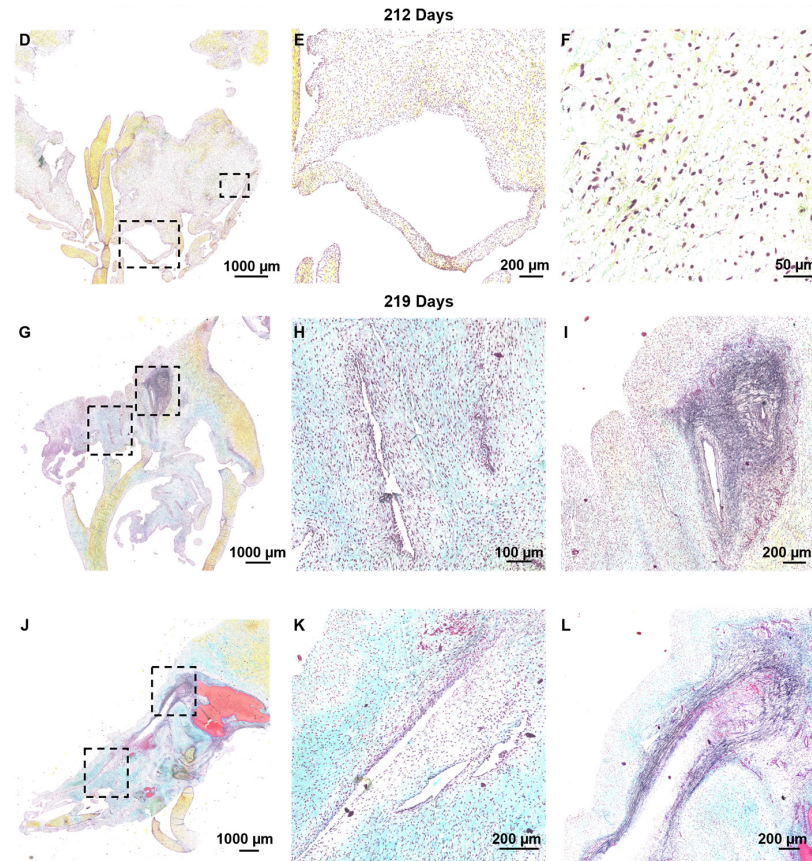 212 Days
D E F
1000 µm 200 µm 50 µm
219 Days
G H I
1000 µm 100 µm 200 µm
J K L
1000 µm 200 µm 200 µm